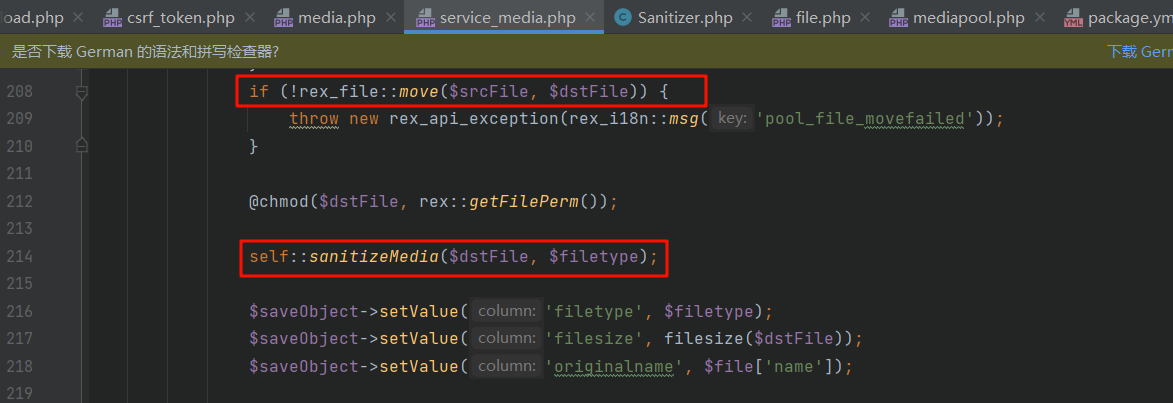 oad.php × csrf_token.php × media.php × service_media.php × Sanitizer.php × file.php × mediapool.php × package.ym
是否下载 German 的语法和拼写检查器? 下载 Gern
208 if (!rex_file::move($srcFile, $dstFile)) {
209 throw new rex_api_exception(rex_i18n::msg( key: 'pool_file_movefailed'));
210 }
211
212 @chmod($dstFile, rex::getFilePerm());
213
214 self::sanitizeMedia($dstFile, $filetype);
215
216 $saveObject->setValue( column: 'filetype', $filetype);
217 $saveObject->setValue( column: 'filesize', filesize($dstFile));
218 $saveObject->setValue( column: 'originalname', $file['name']);
219